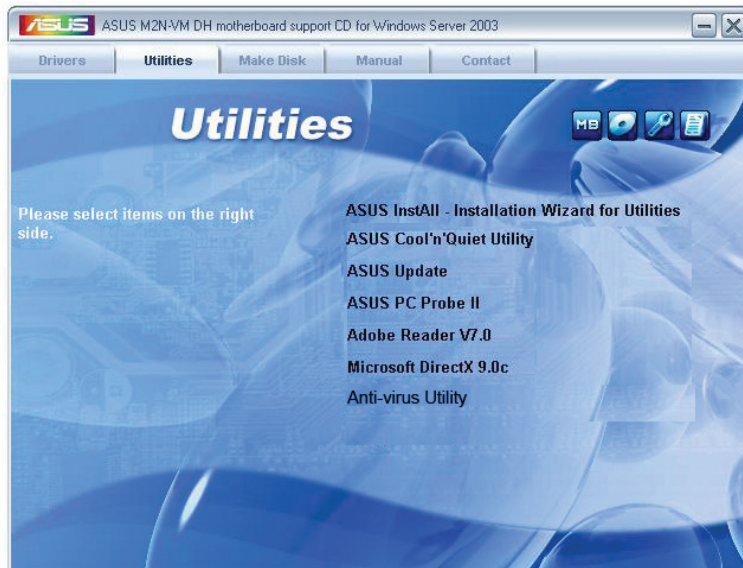 ASUS ASUS M2N-VM DH motherboard support CD for Windows Server 2003
Drivers Utilities Make Disk Manual Contact
Utilities
MB
Please select items on the right
side.
ASUS InstAll - Installation Wizard for Utilities
ASUS Cool'n'Quiet Utility
ASUS Update
ASUS PC Probe II
Adobe Reader V7.0
Microsoft DirectX 9.0c
Anti-virus Utility